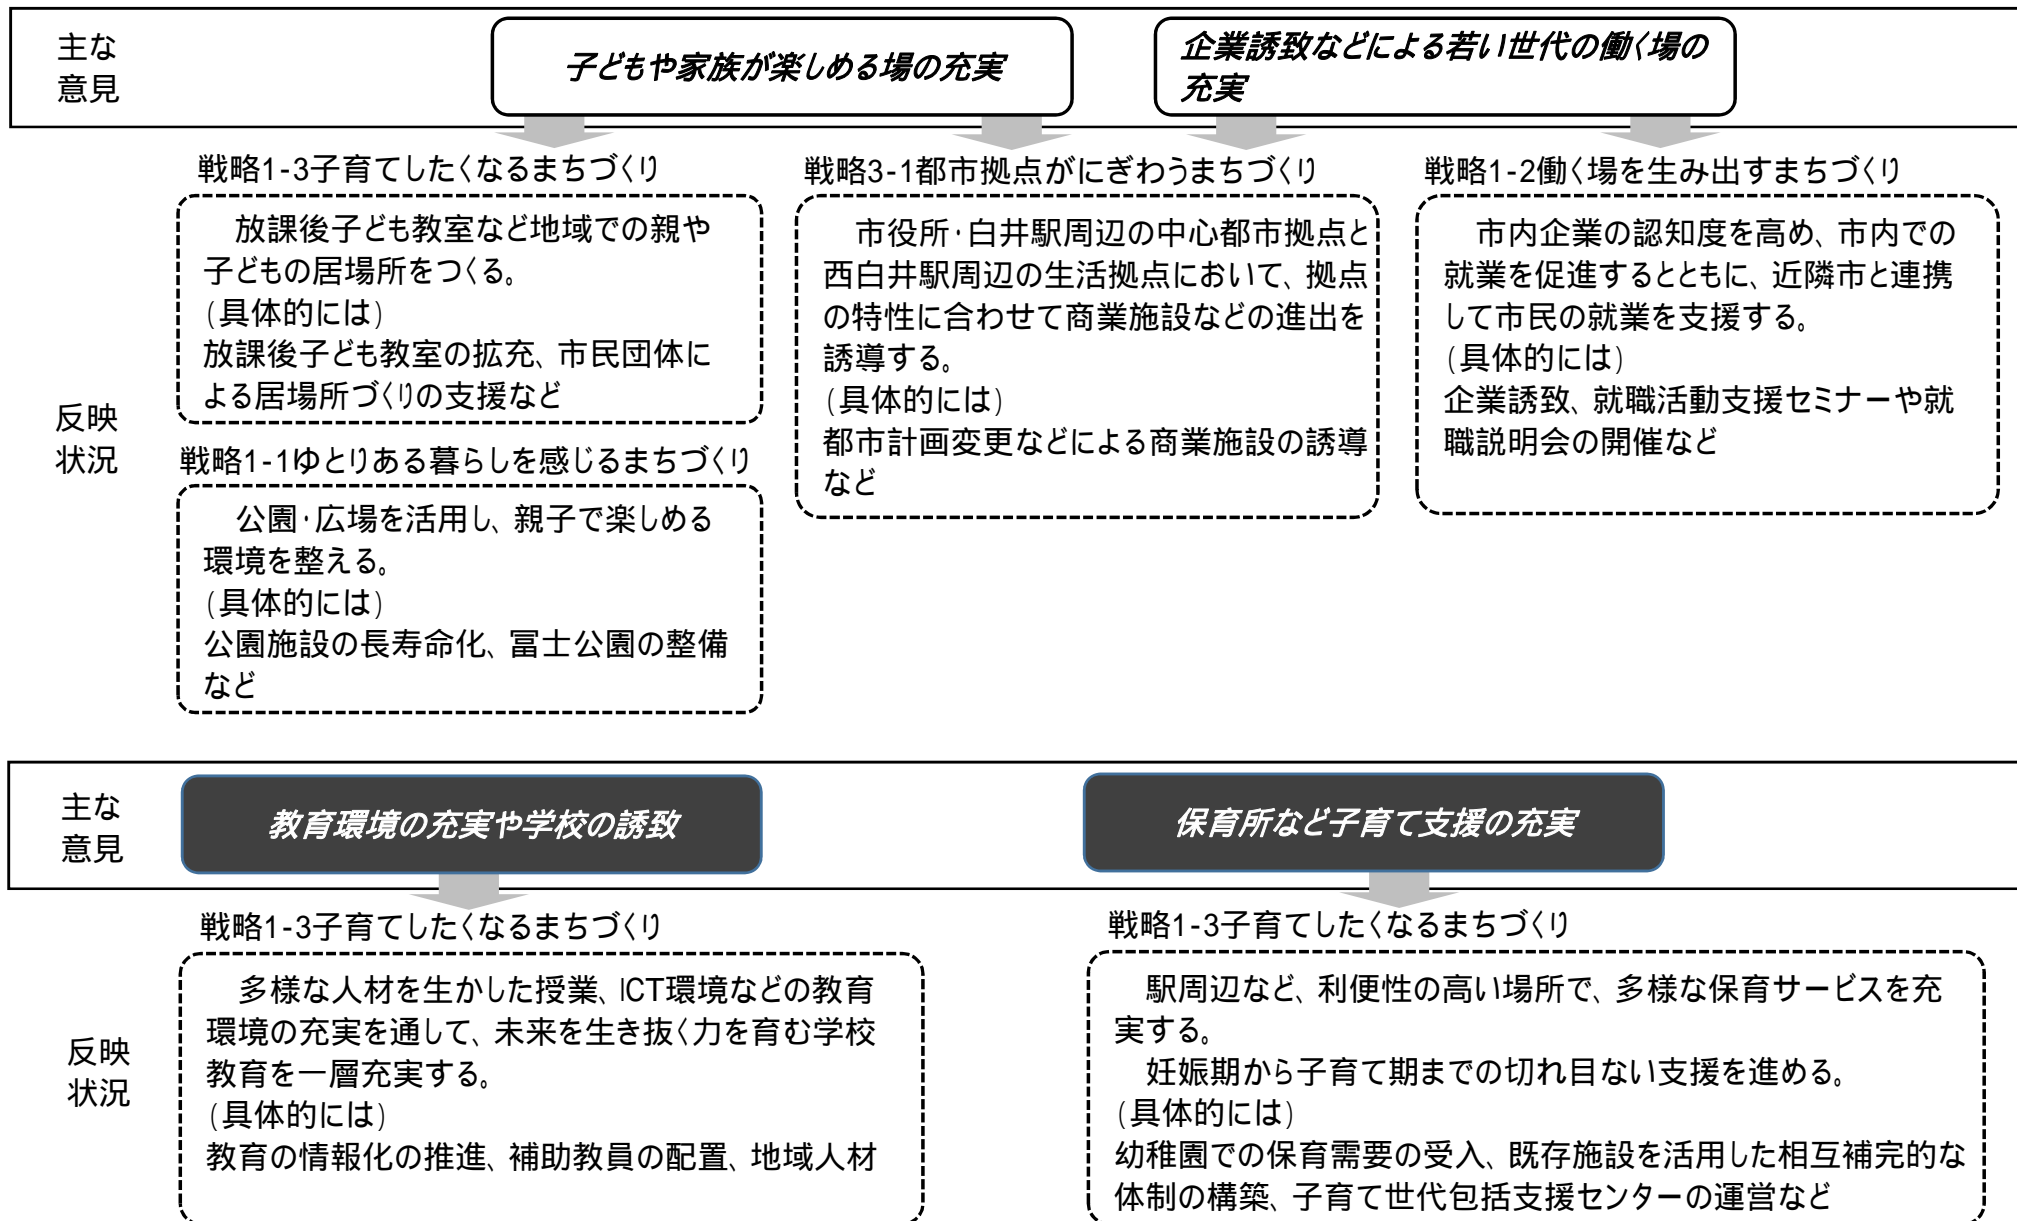 主な
意見
子どもや家族が楽しめる場の充実
企業誘致などによる若い世代の働く場の
充実
反映
状況
戦略1-3子育てしたくなるまちづくり
放課後子ども教室など地域での親や
子どもの居場所をつくる。
(具体的には)
放課後子ども教室の拡充、市民団体に
よる居場所づくりの支援など
戦略1-1ゆとりある暮らしを感じるまちづくり
公園・広場を活用し、親子で楽しめる
環境を整える。
(具体的には)
公園施設の長寿命化、冨士公園の整備
など
戦略3-1都市拠点がにぎわうまちづくり
市役所・白井駅周辺の中心都市拠点と
西白井駅周辺の生活拠点において、拠点
の特性に合わせて商業施設などの進出を
誘導する。
(具体的には)
都市計画変更などによる商業施設の誘導
など
戦略1-2働く場を生み出すまちづくり
市内企業の認知度を高め、市内での
就業を促進するとともに、近隣市と連携
して市民の就業を支援する。
(具体的には)
企業誘致、就職活動支援セミナーや就
職説明会の開催など
主な
意見
教育環境の充実や学校の誘致
保育所など子育て支援の充実
反映
状況
戦略1-3子育てしたくなるまちづくり
多様な人材を生かした授業、ICT環境などの教育
環境の充実を通して、未来を生き抜く力を育む学校
教育を一層充実する。
(具体的には)
教育の情報化の推進、補助教員の配置、地域人材
戦略1-3子育てしたくなるまちづくり
駅周辺など、利便性の高い場所で、多様な保育サービスを充
実する。
妊娠期から子育て期までの切れ目ない支援を進める。
(具体的には)
幼稚園での保育需要の受入、既存施設を活用した相互補完的な
体制の構築、子育て世代包括支援センターの運営など